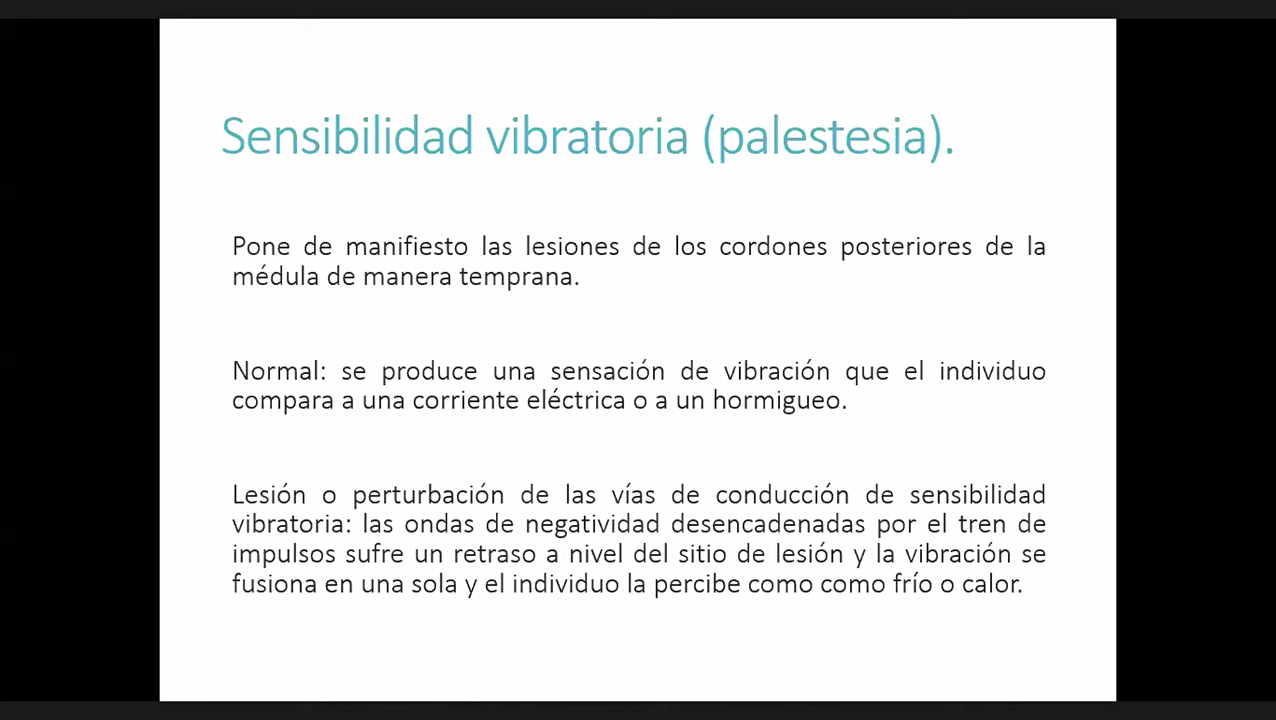 Sensibilidad vibratoria (palestesia).
Pone de manifiesto las lesiones de los cordones posteriores de la
médula de manera temprana.
Normal: se produce una sensación de vibración que el individuo
compara a una corriente eléctrica o a un hormigueo.
Lesión o perturbación de las vías de conducción de sensibilidad
vibratoria: las ondas de negatividad desencadenadas por el tren de
impulsos sufre un retraso a nivel del sitio de lesión y la vibración se
fusiona en una sola y el individuo la percibe como como frío o calor.